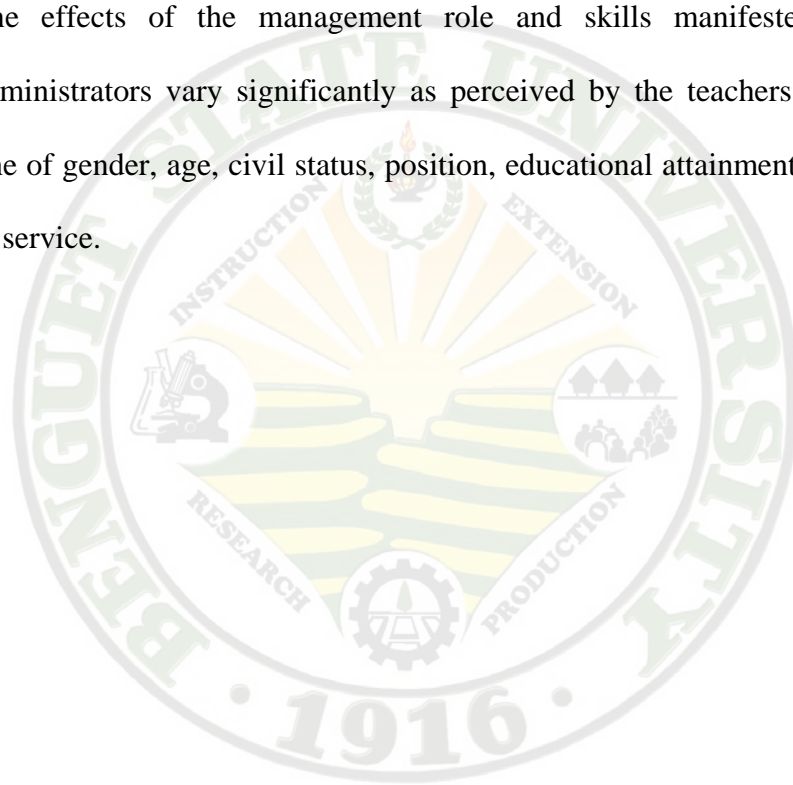 he effects of the management role and skills manifeste
ministrators vary significantly as perceived by the teachers
ne of gender, age, civil status, position, educational attainment
service.
BENGUET STATE UNIVERSITY
INSTRUCTION
EXTENSION
RESEARCH
PRODUCTION
1916